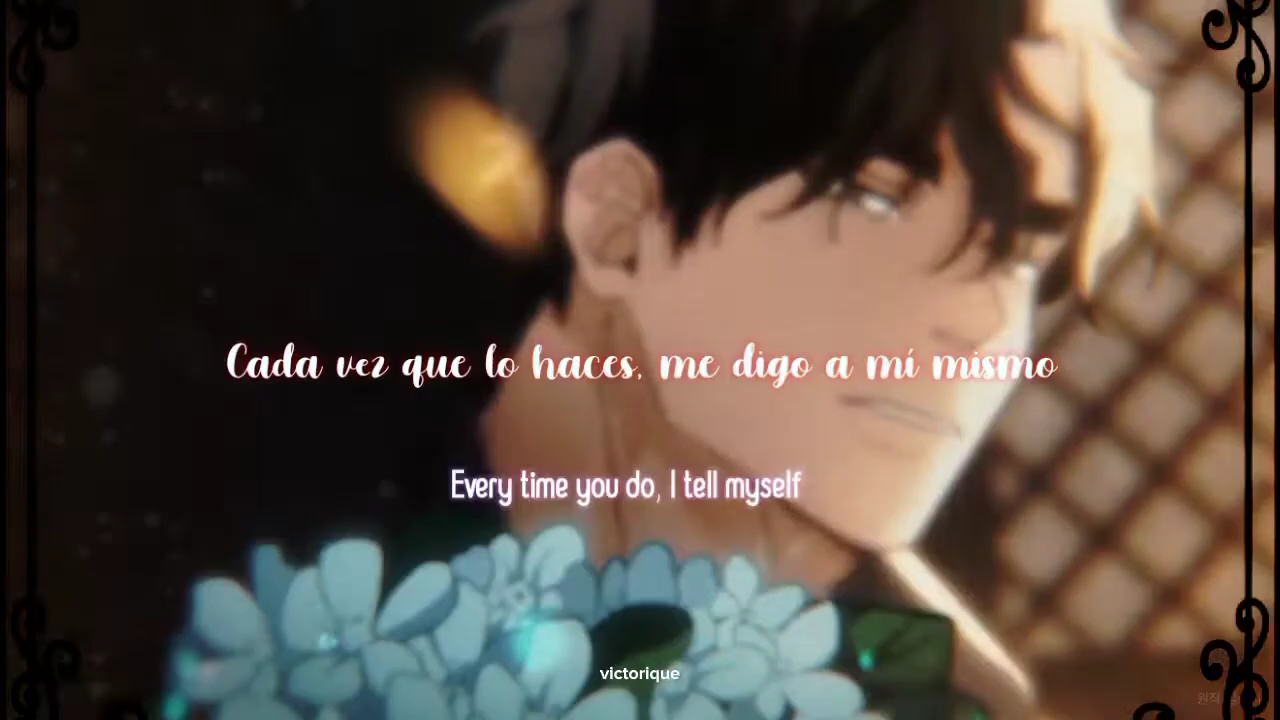 Cada vez que lo haces, me digo a mí mismo
Every time you do, I tell myself
victorique